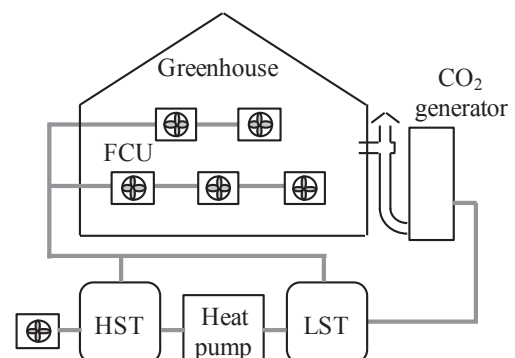 Greenhouse
CO₂
generator
FCU
HST
Heat
pump
LST